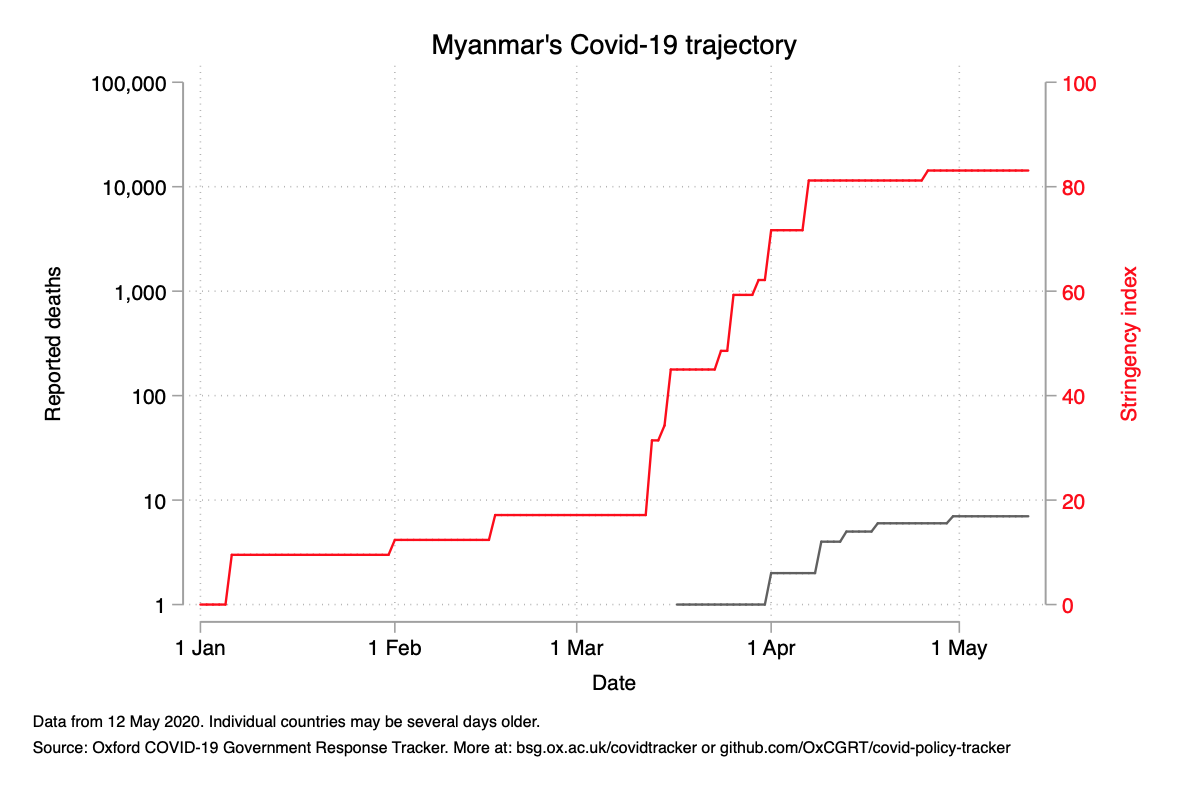 Myanmar's Covid-19 trajectory
100,000
10,000
1,000
100
10
1
Reported deaths
100
80
60
40
20
0
Stringency index
1 Jan
1 Feb
1 Mar
1 Apr
1 May
Date
Data from 12 May 2020. Individual countries may be several days older.
Source: Oxford COVID-19 Government Response Tracker. More at: bsg.ox.ac.uk/covidtracker or github.com/OxCGRT/covid-policy-tracker